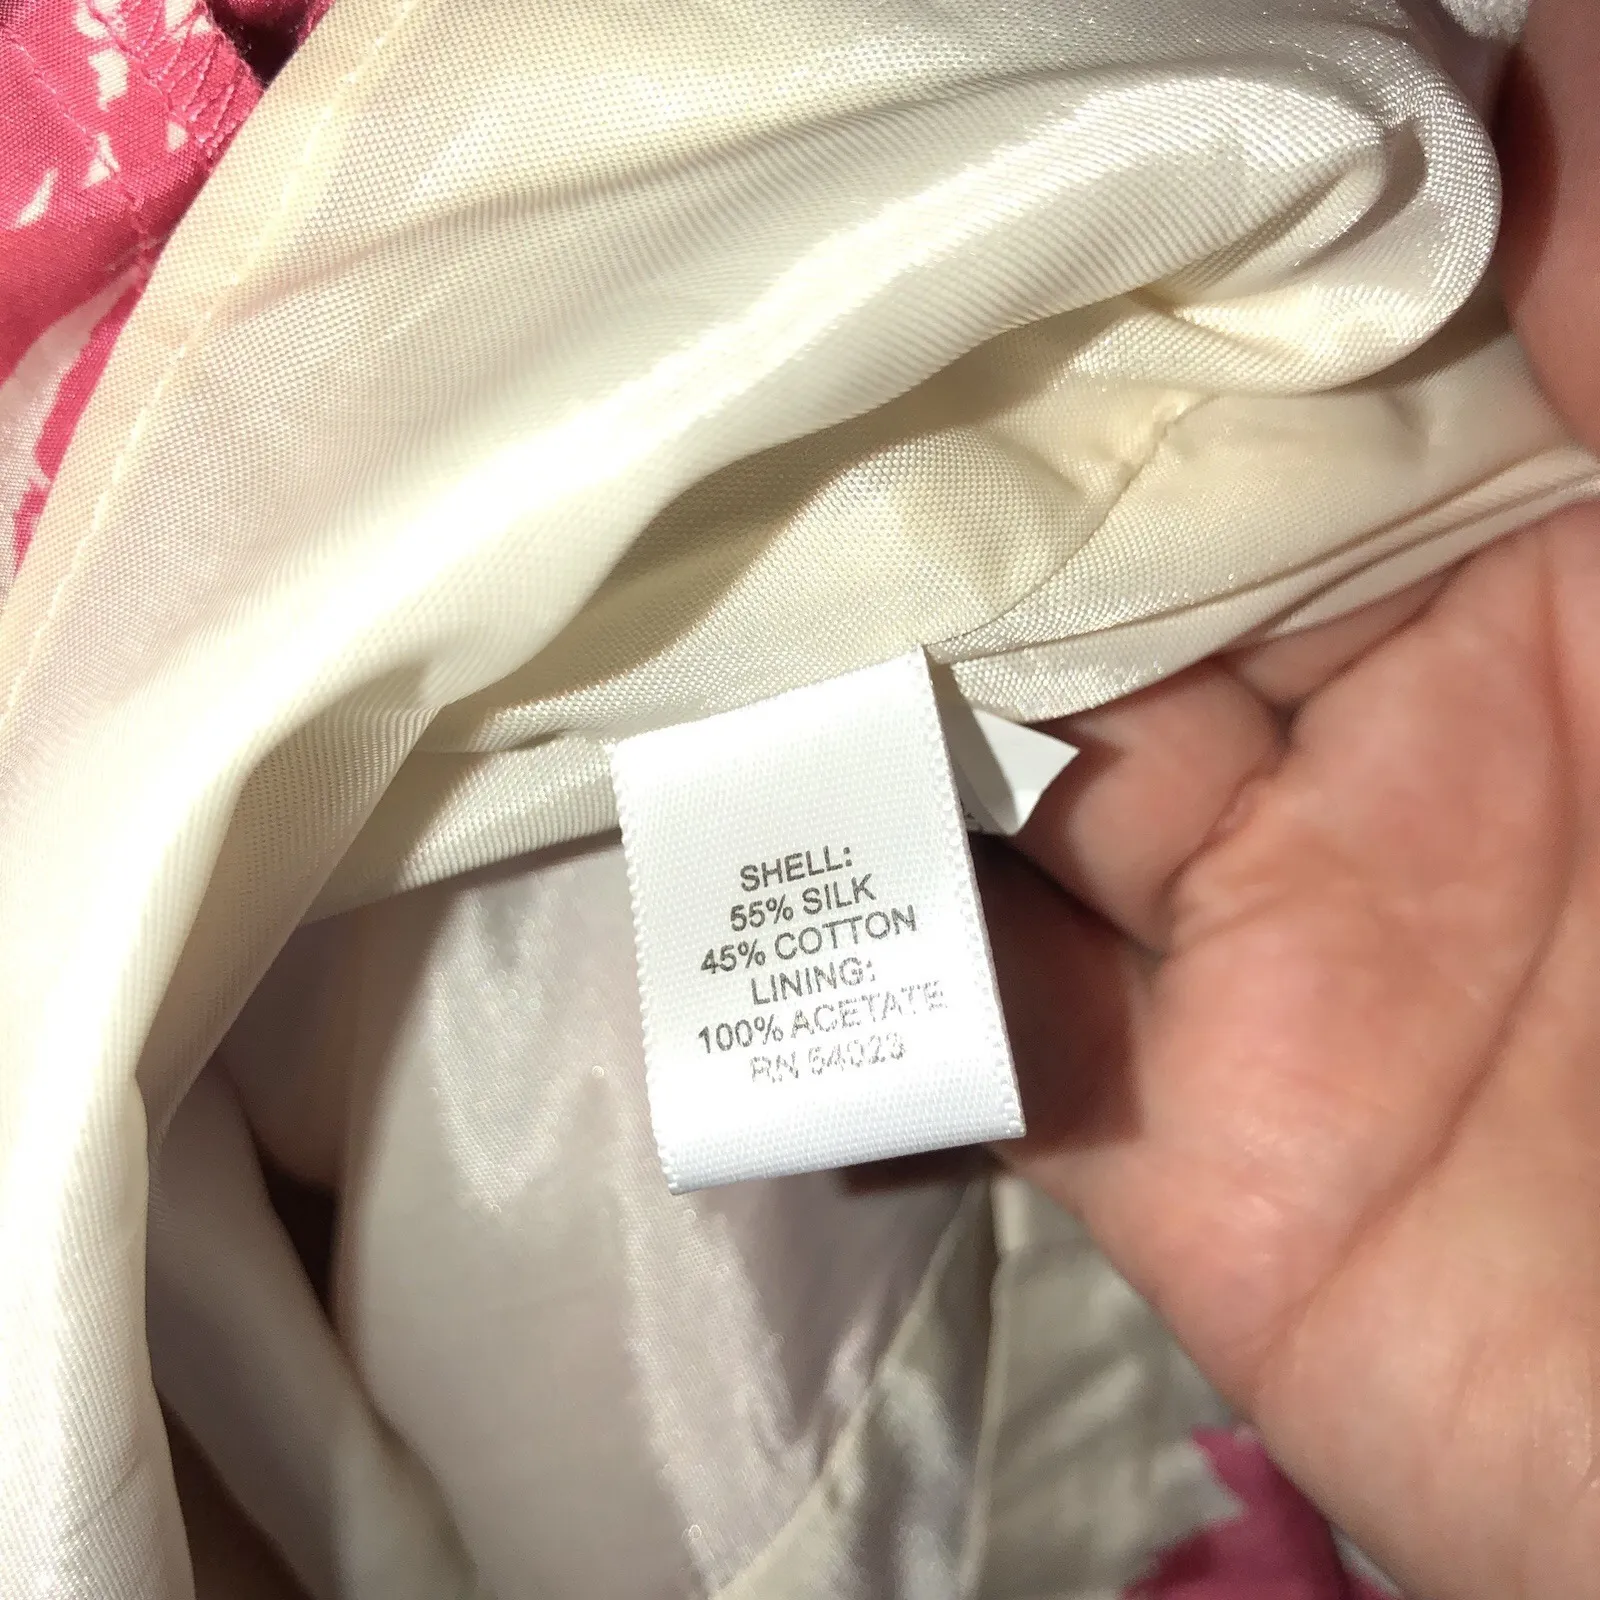 SHELL:
55% SILK
45% COTTON
LINING:
100% ACETATE
RN 54023